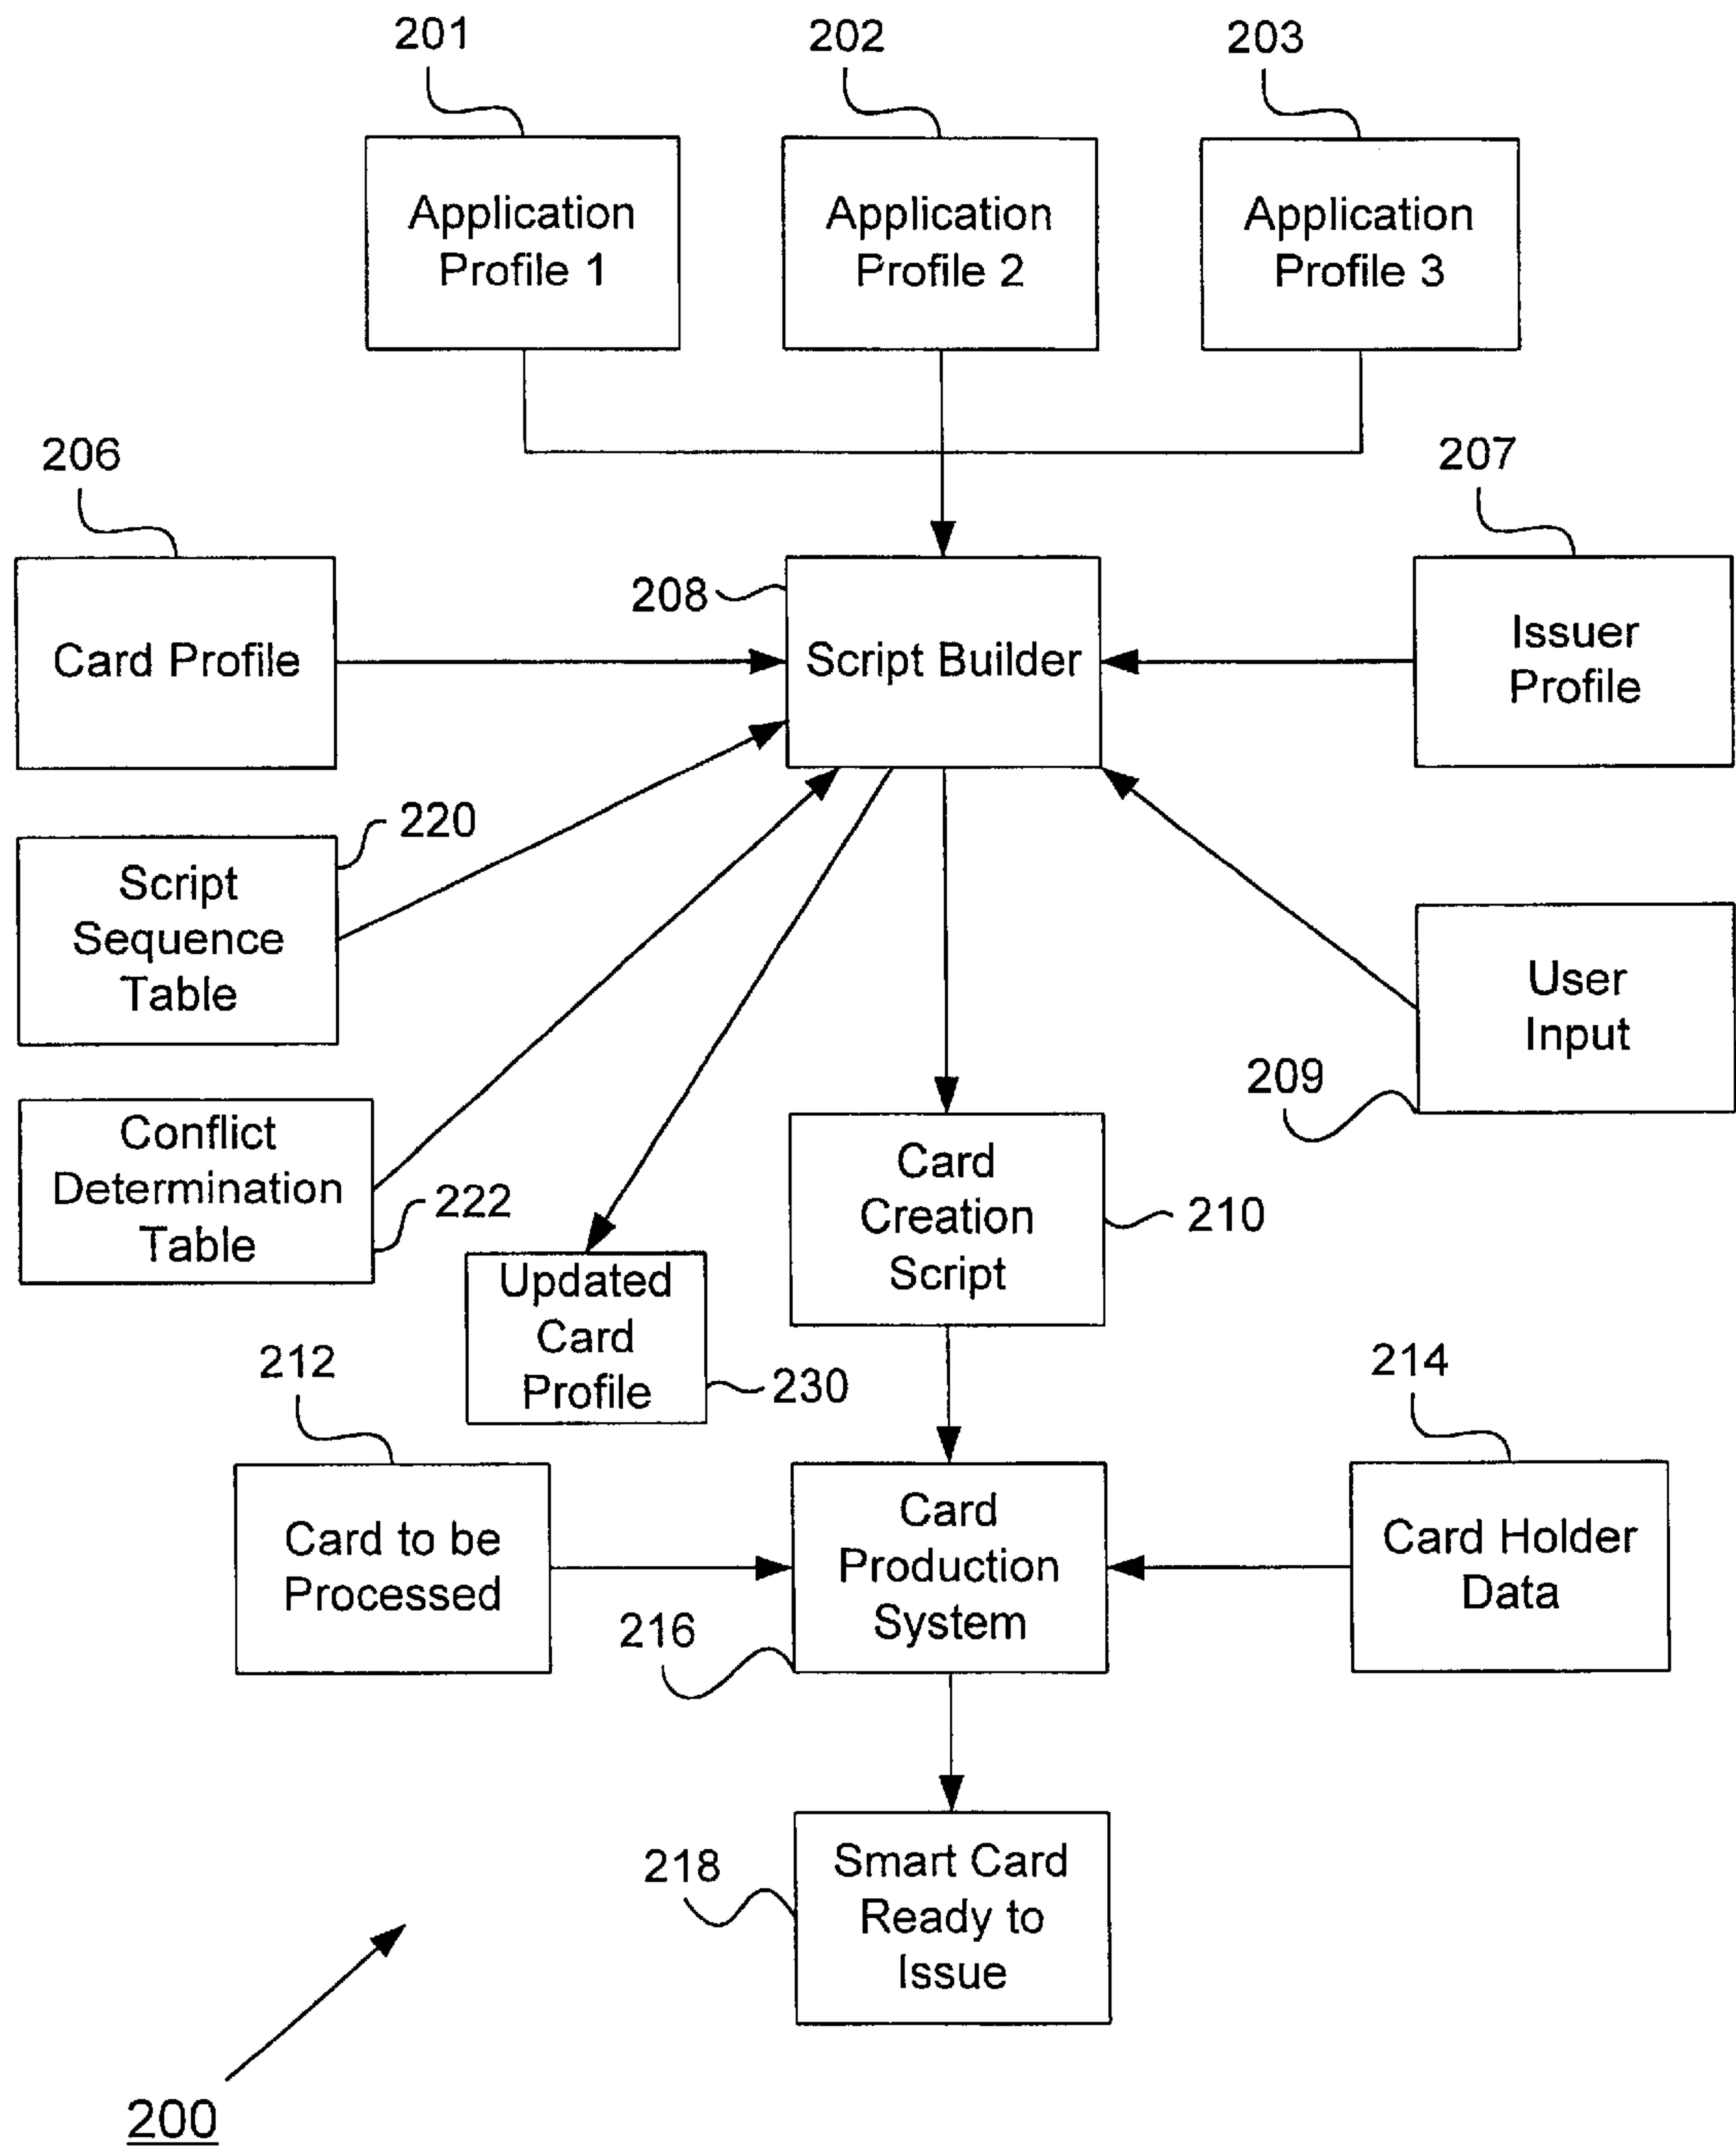 201
202
203
Application
Profile 1
Application
Profile 2
Application
Profile 3
206
207
Card Profile
208
Script Builder
Issuer
Profile
220
Script
Sequence
Table
User
Input
209
Conflict
Determination
Table
222
Card
Creation
Script
210
Updated
Card
Profile
230
212
214
Card to be
Processed
Card
Production
System
216
Card Holder
Data
218
Smart Card
Ready to
Issue
200